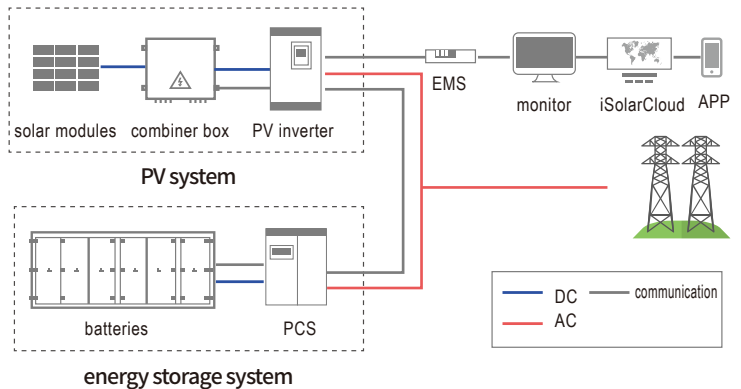 EMS
monitor
iSolarCloud
APP
solar modules
combiner box
PV inverter
PV system
batteries
PCS
energy storage system
DC
communication
AC